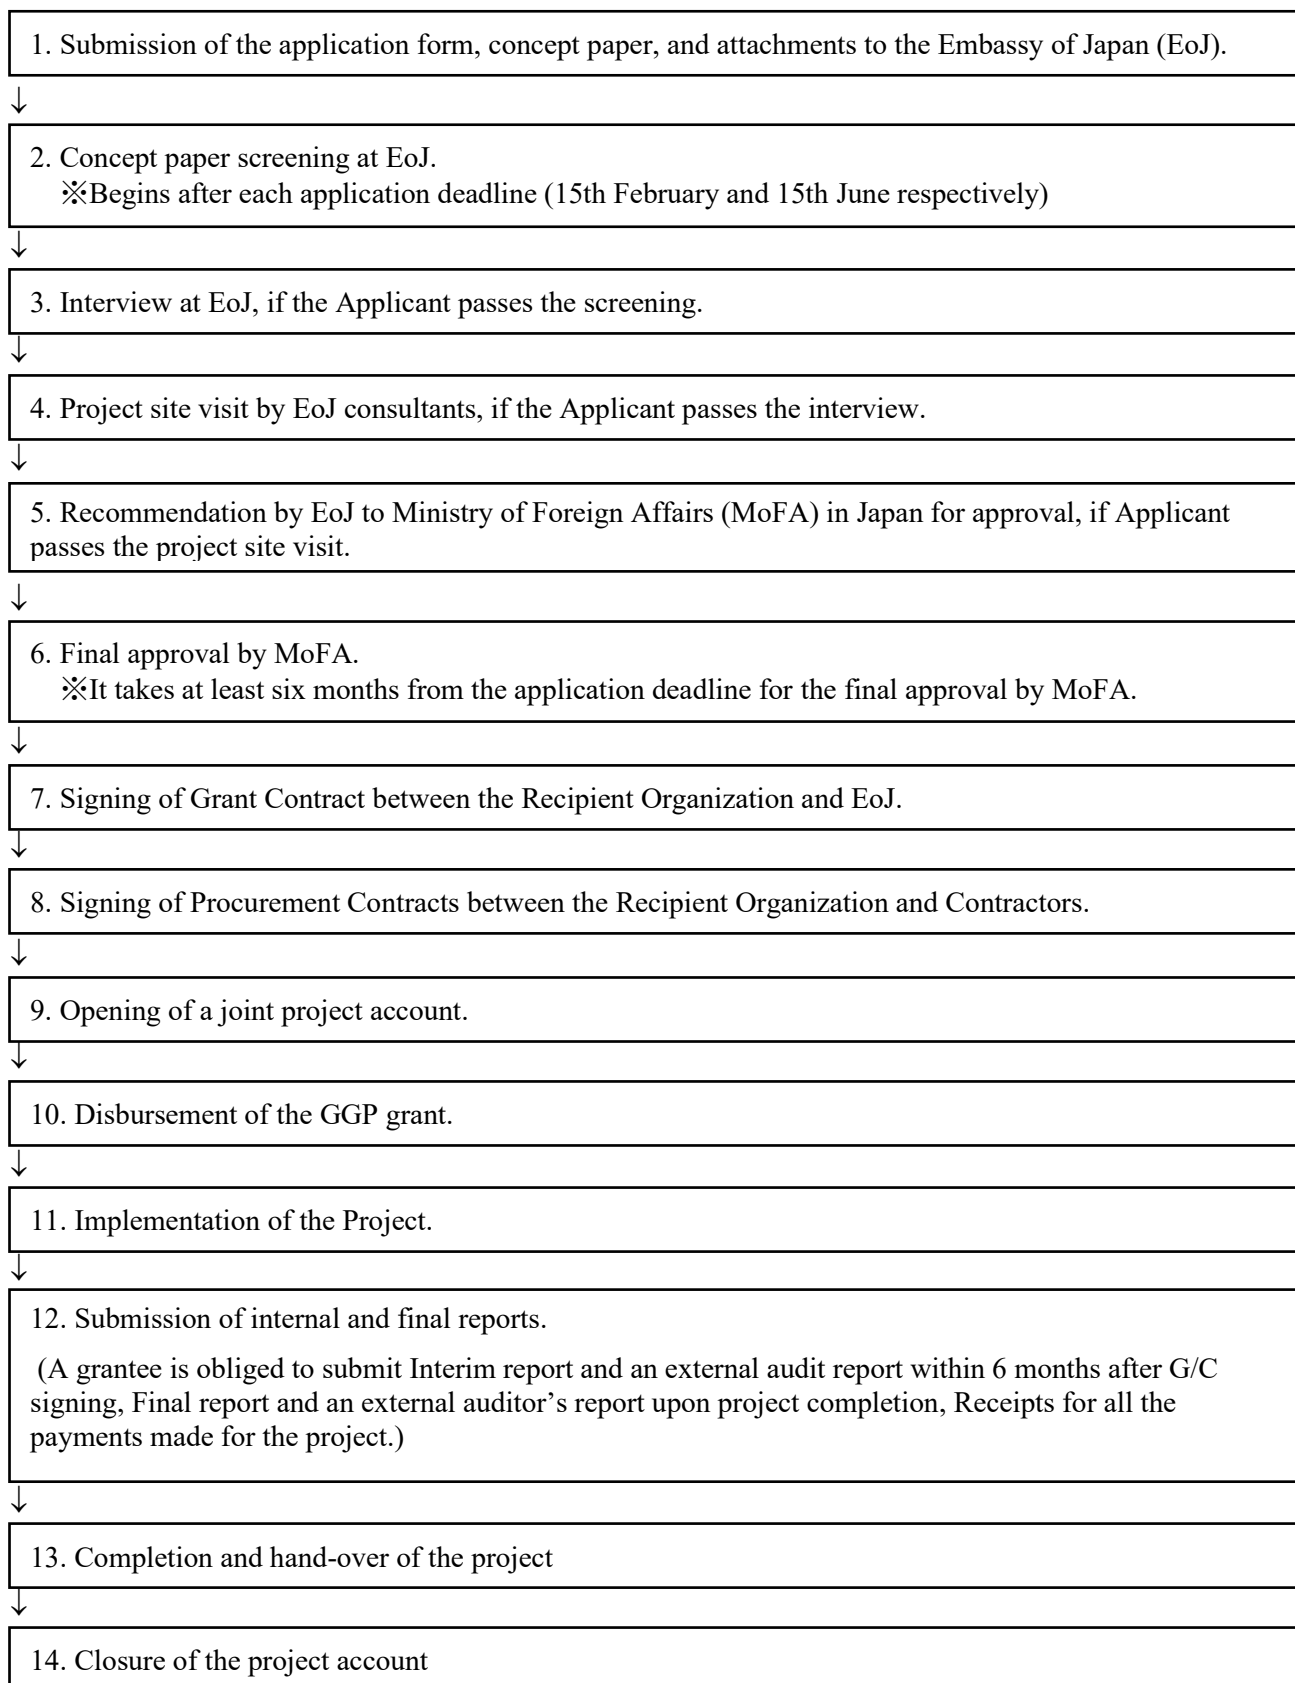 1. Submission of the application form, concept paper, and attachments to the Embassy of Japan (EoJ).
↓
2. Concept paper screening at EoJ.
※Begins after each application deadline (15th February and 15th June respectively)
↓
3. Interview at EoJ, if the Applicant passes the screening.
↓
4. Project site visit by EoJ consultants, if the Applicant passes the interview.
↓
5. Recommendation by EoJ to Ministry of Foreign Affairs (MoFA) in Japan for approval, if Applicant
passes the project site visit.
↓
6. Final approval by MoFA.
※It takes at least six months from the application deadline for the final approval by MoFA.
↓
7. Signing of Grant Contract between the Recipient Organization and EoJ.
↓
8. Signing of Procurement Contracts between the Recipient Organization and Contractors.
↓
9. Opening of a joint project account.
↓
10. Disbursement of the GGP grant.
↓
11. Implementation of the Project.
↓
12. Submission of internal and final reports.
(A grantee is obliged to submit Interim report and an external audit report within 6 months after G/C
signing, Final report and an external auditor’s report upon project completion, Receipts for all the
payments made for the project.)
↓
13. Completion and hand-over of the project
↓
14. Closure of the project account